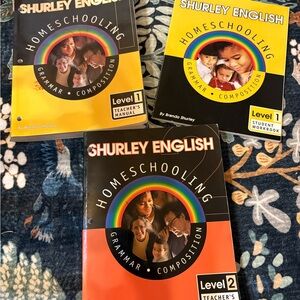 SHURLEY ENGLISH
HOMESCHOOLING
GRAMMAR • COMPOSITION
Level 1
TEACHER'S
MANUAL
SHURLEY ENGLISH
HOMESCHOOLING
GRAMMAR • COMPOSITION
By Brenda Shurley
Level 1
STUDENT
WORKBOOK
SHURLEY ENGLISH
HOMESCHOOLING
GRAMMAR • COMPOSITION
Level 2
TEACHER'S